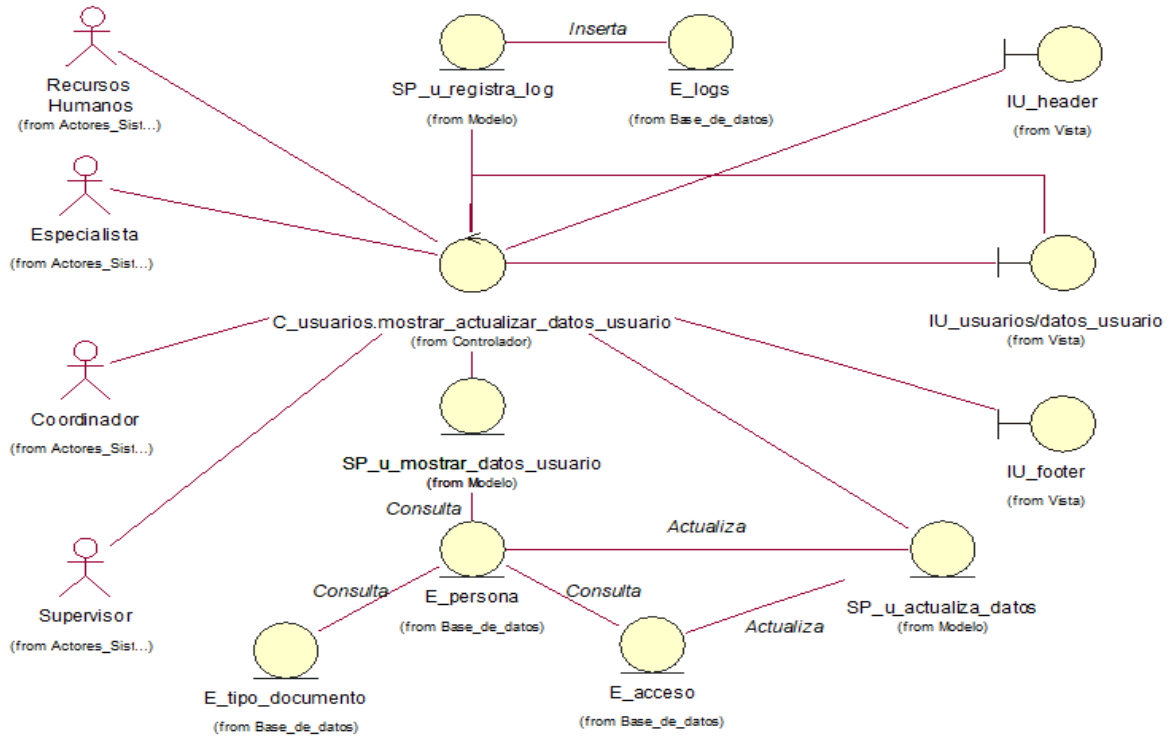 Inserta
Recursos
Humanos
(from Actores_Sist...)
SP_u_registra_log
(from Modelo)
E_logs
(from Base_de_datos)
IU_header
(from Vista)
Especialista
(from Actores_Sist...)
C_usuarios.mostrar_actualizar_datos_usuario
(from Controlador)
IU_usuarios/datos_usuario
(from Vista)
Coordinador
(from Actores_Sist...)
SP_u_mostrar_datos_usuario
(from Modelo)
IU_footer
(from Vista)
Consulta
Actualiza
Supervisor
(from Actores_Sist...)
Consulta
E_persona
(from Base_de_datos)
Consulta
Actualiza
SP_u_actualiza_datos
(from Modelo)
E_tipo_documento
(from Base_de_datos)
E_acceso
(from Base_de_datos)